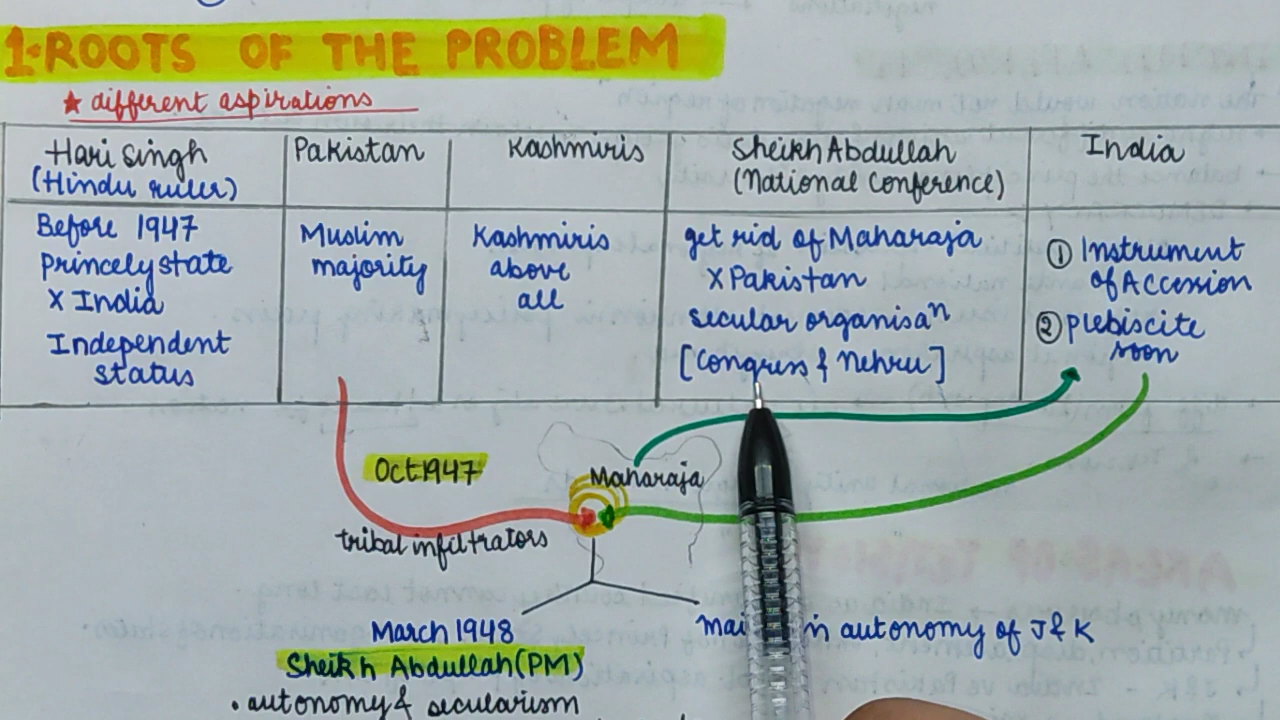 1. ROOTS OF THE PROBLEM
★ different aspirations
Hari Singh
(Hindu ruler)
Before 1947
Princely state
X India
Independent
status
Pakistan
Muslim
majority
Kashmiris
Kashmiris
above
all
Sheikh Abdullah
(National Conference)
get rid of Maharaja
X Pakistan
secular organisaⁿ
[Congress & Nehru]
India
① Instrument
of Accession
② Plebiscite
soon
Oct 1947
Maharaja
tribal infiltrators
March 1948
Sheikh Abdullah (PM)
• autonomy & secularism
mai in autonomy of J & K